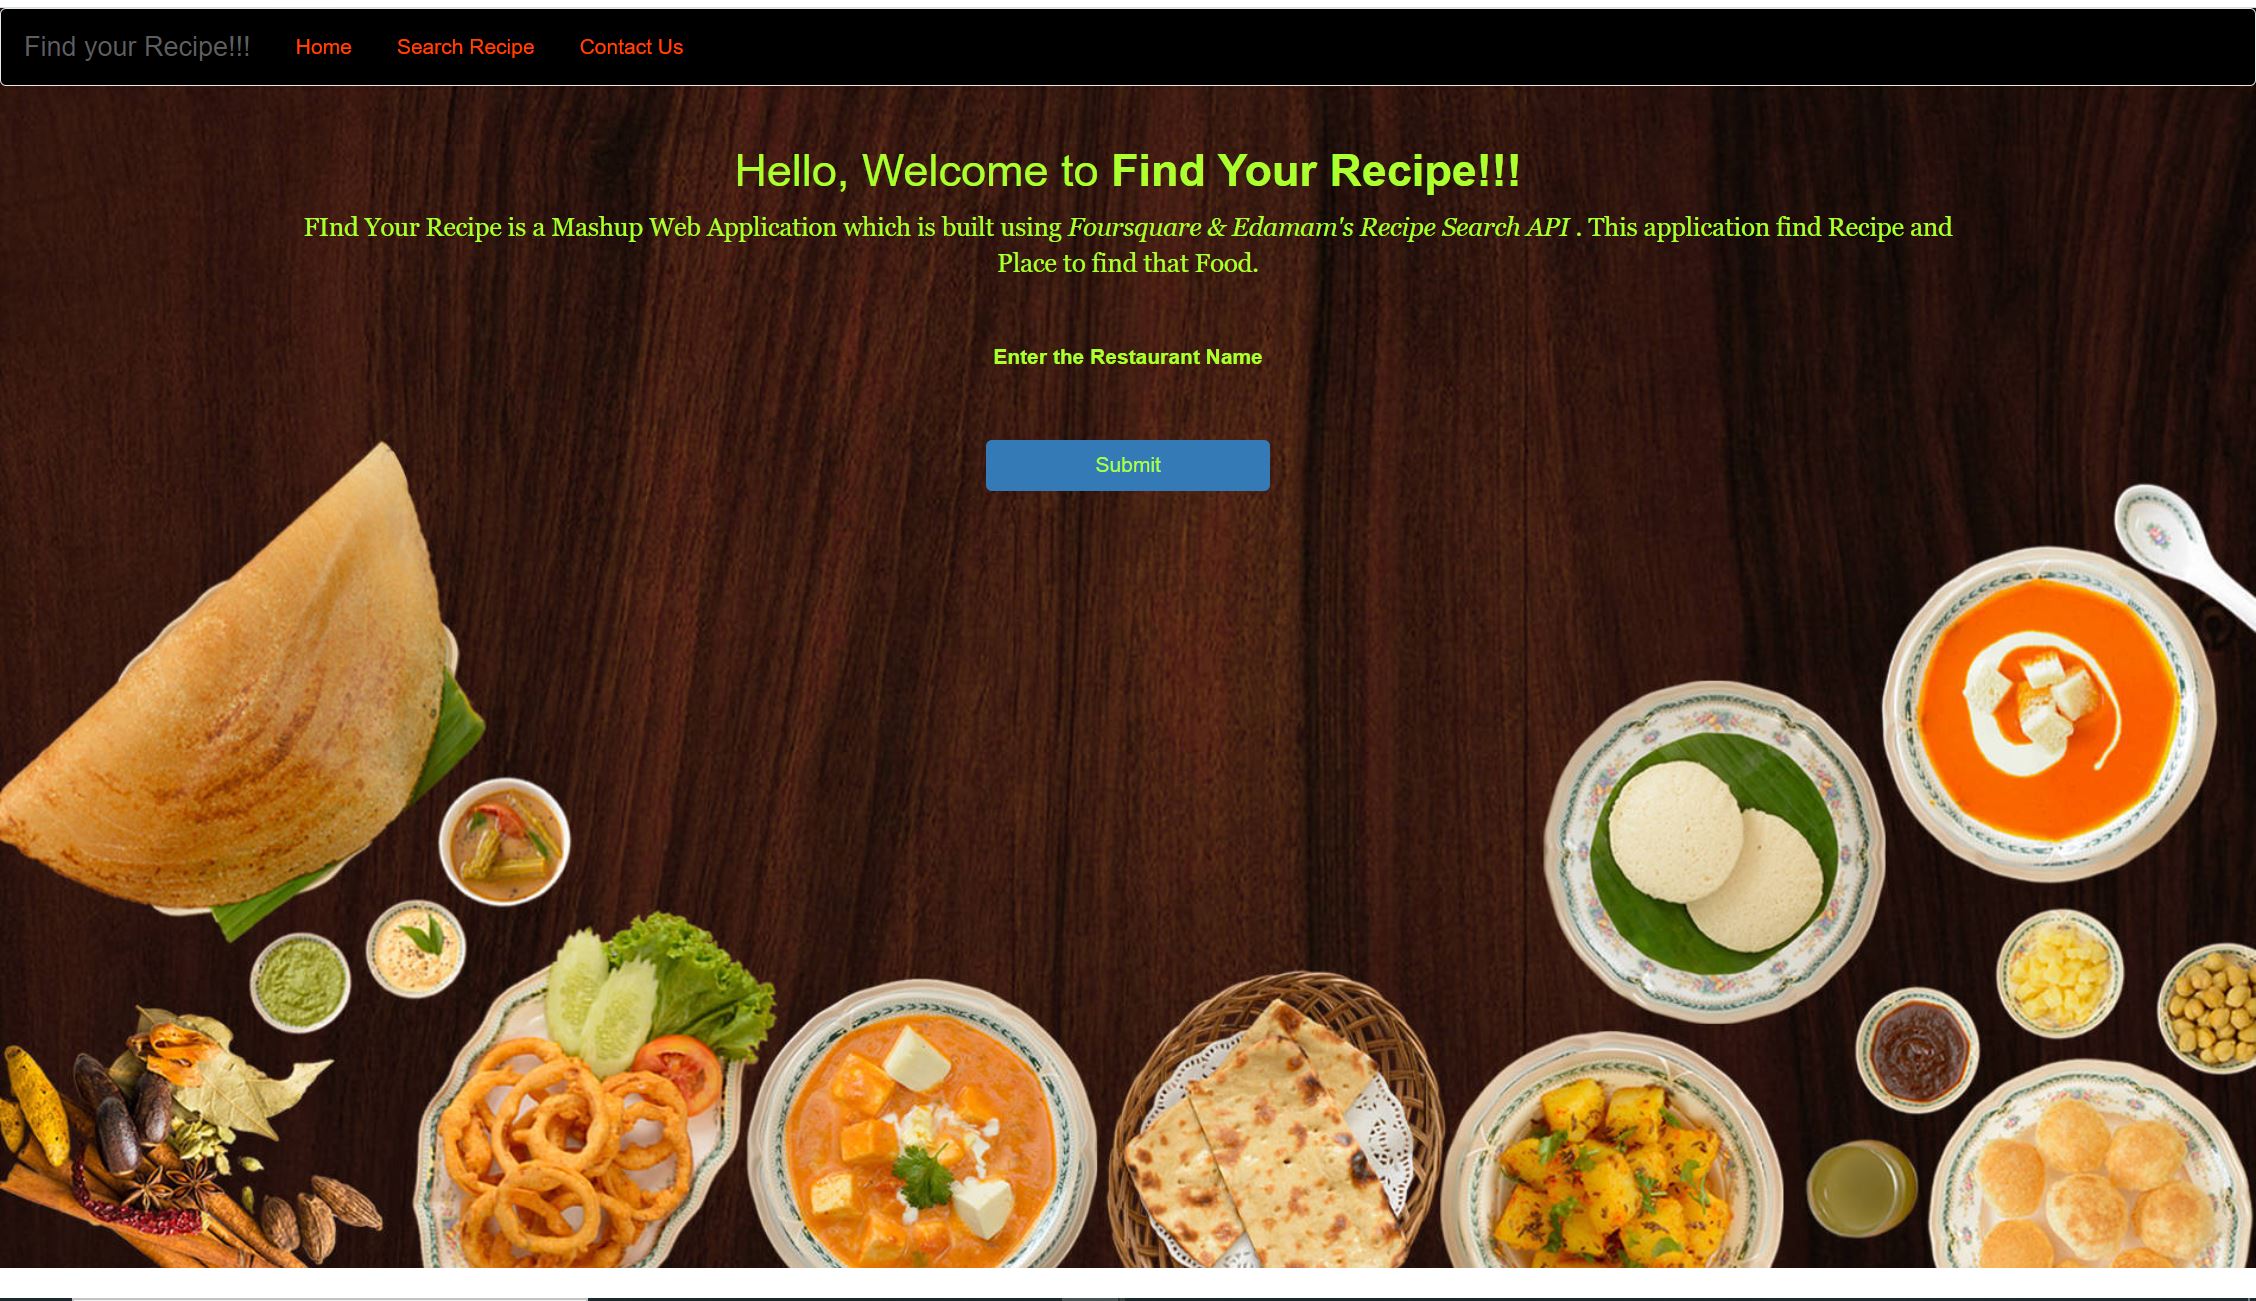 Find your Recipe!!! Home Search Recipe Contact Us
Hello, Welcome to Find Your Recipe!!!
FInd Your Recipe is a Mashup Web Application which is built using Foursquare & Edamam's Recipe Search API . This application find Recipe and
Place to find that Food.
Enter the Restaurant Name
Submit